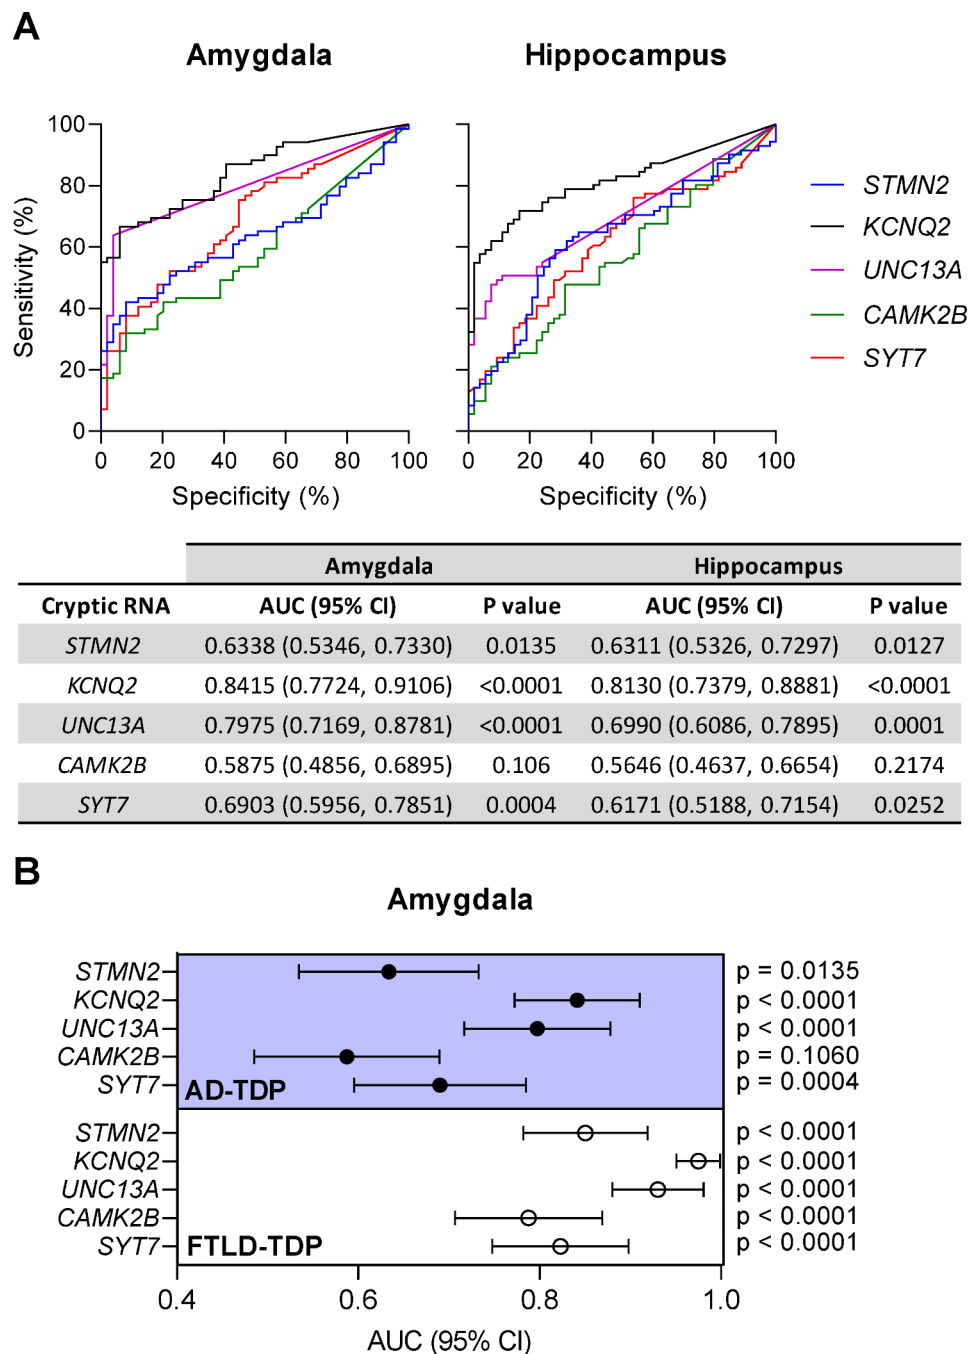 A
Amygdala
Hippocampus
100
80
60
40
20
0
Sensitivity (%)
0 20 40 60 80 100
Specificity (%)
0 20 40 60 80 100
Specificity (%)
STMN2
KCNQ2
UNC13A
CAMK2B
SYT7
Amygdala Hippocampus
Cryptic RNA AUC (95% CI) P value AUC (95% CI) P value
STMN2 0.6338 (0.5346, 0.7330) 0.0135 0.6311 (0.5326, 0.7297) 0.0127
KCNQ2 0.8415 (0.7724, 0.9106) <0.0001 0.8130 (0.7379, 0.8881) <0.0001
UNC13A 0.7975 (0.7169, 0.8781) <0.0001 0.6990 (0.6086, 0.7895) 0.0001
CAMK2B 0.5875 (0.4856, 0.6895) 0.106 0.5646 (0.4637, 0.6654) 0.2174
SYT7 0.6903 (0.5956, 0.7851) 0.0004 0.6171 (0.5188, 0.7154) 0.0252
B
Amygdala
STMN2 p = 0.0135
KCNQ2 p < 0.0001
UNC13A p < 0.0001
CAMK2B p = 0.1060
SYT7 p = 0.0004
AD-TDP
STMN2 p < 0.0001
KCNQ2 p < 0.0001
UNC13A p < 0.0001
CAMK2B p < 0.0001
SYT7 p < 0.0001
FTLD-TDP
0.4 0.6 0.8 1.0
AUC (95% CI)